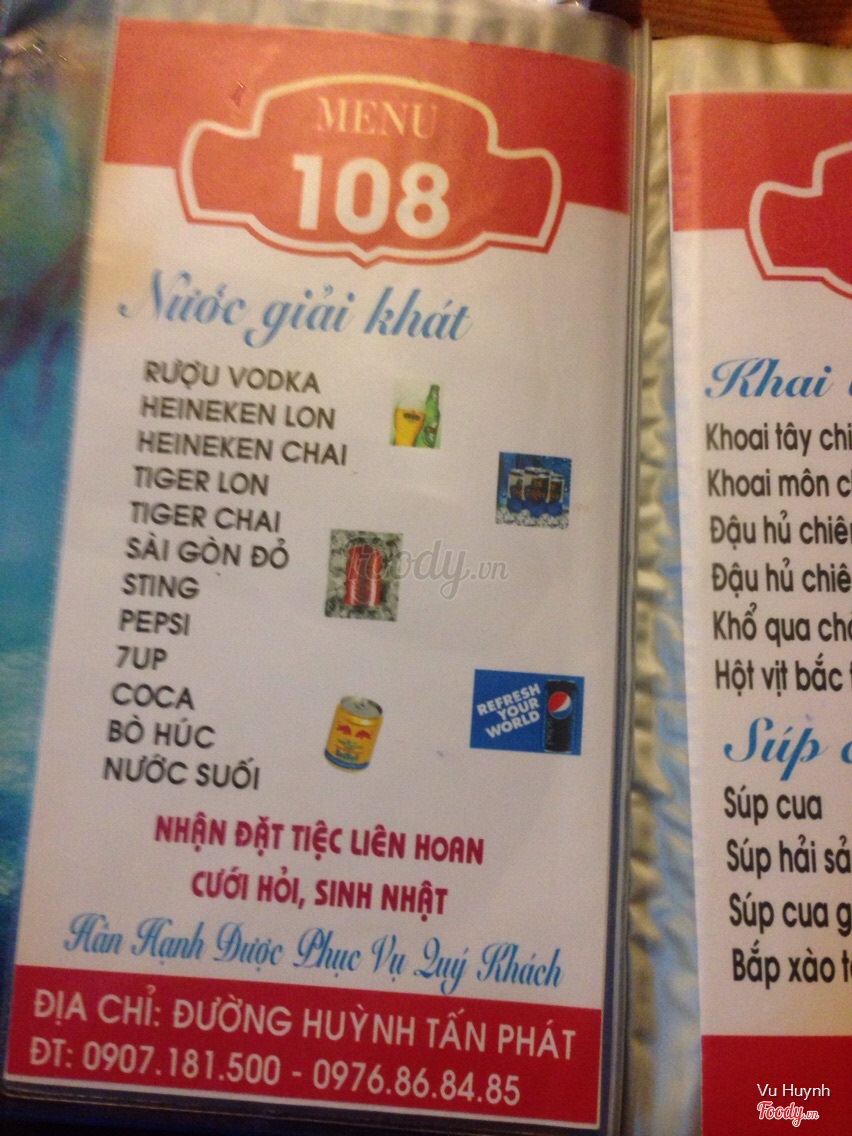 MENU
108
Nước giải khát
RƯỢU VODKA
HEINEKEN LON
HEINEKEN CHAI
TIGER LON
TIGER CHAI
SÀI GÒN ĐỎ
STING
PEPSI
7UP
COCA
BÒ HÚC
NƯỚC SUỐI
REFRESH
YOUR
WORLD
NHẬN ĐẶT TIỆC LIÊN HOAN
CƯỚI HỎI, SINH NHẬT
Hân Hạnh Được Phục Vụ Quý Khách
ĐỊA CHỈ: ĐƯỜNG HUỲNH TẤN PHÁT
ĐT: 0907.181.500 - 0976.86.84.85
Khai
Khoai tây chi
Khoai môn c
Đậu hủ chiê
Đậu hủ chiê
Khổ qua ch
Hột vịt bắc
Súp
Súp cua
Súp hải sả
Súp cua g
Bắp xào t
Foody.vn
Vu Huynh
Foody.vn